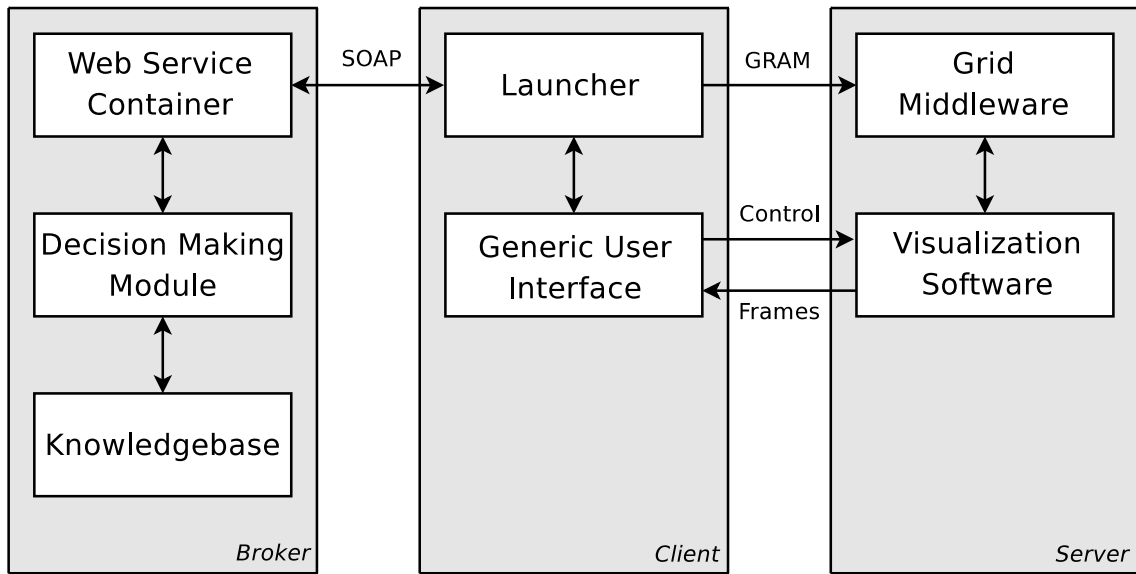 Web Service
Container
SOAP
Launcher
GRAM
Grid
Middleware
Decision Making
Module
Generic User
Interface
Control
Frames
Visualization
Software
Knowledgebase
Broker
Client
Server